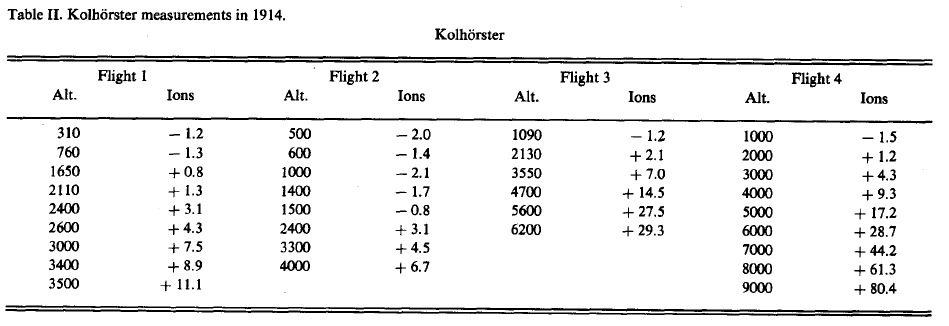 Table II. Kolhörster measurements in 1914.
Kolhörster
Flight 1 Flight 2 Flight 3 Flight 4
Alt. Ions Alt. Ions Alt. Ions Alt. Ions
310 − 1.2 500 − 2.0 1090 − 1.2 1000 − 1.5
760 − 1.3 600 − 1.4 2130 + 2.1 2000 + 1.2
1650 + 0.8 1000 − 2.1 3550 + 7.0 3000 + 4.3
2110 + 1.3 1400 − 1.7 4700 + 14.5 4000 + 9.3
2400 + 3.1 1500 − 0.8 5600 + 27.5 5000 + 17.2
2600 + 4.3 2400 + 3.1 6200 + 29.3 6000 + 28.7
3000 + 7.5 3300 + 4.5 7000 + 44.2
3400 + 8.9 4000 + 6.7 8000 + 61.3
3500 + 11.1 9000 + 80.4